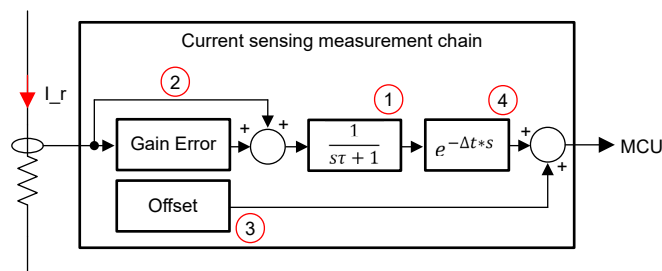 Current sensing measurement chain
I_r
2
1
4
+
+
Gain Error
1
sτ + 1
e^{-Δt*s}
+
MCU
+
Offset
3